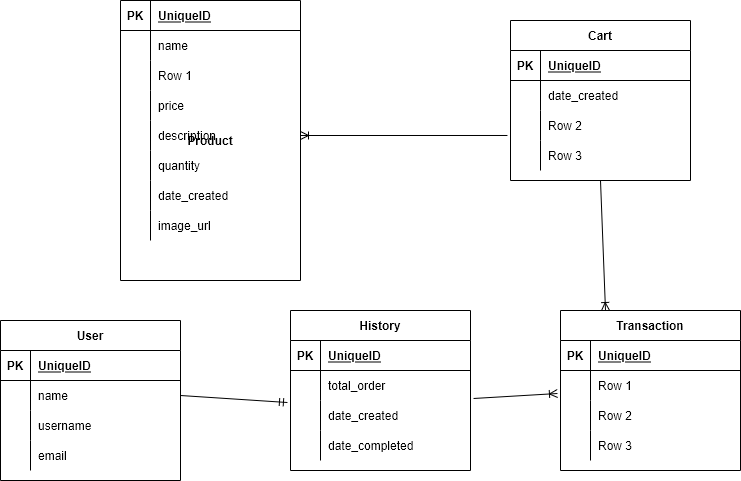 PK UniqueID
name
Row 1
price
description
Product
quantity
date_created
image_url
Cart
PK UniqueID
date_created
Row 2
Row 3
User
PK UniqueID
name
username
email
History
PK UniqueID
total_order
date_created
date_completed
Transaction
PK UniqueID
Row 1
Row 2
Row 3